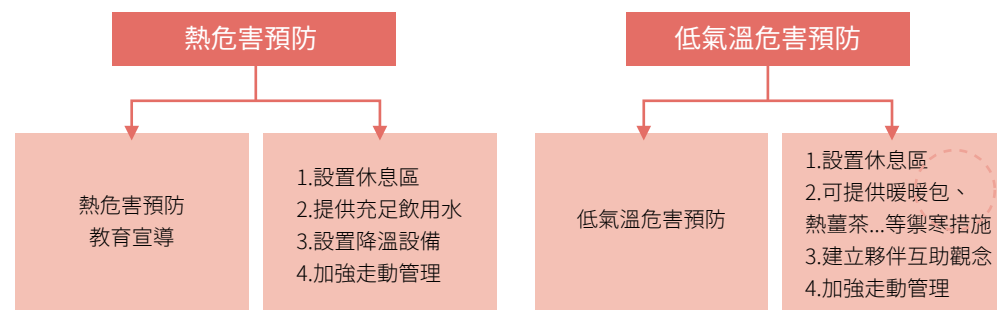 熱危害預防
熱危害預防
教育宣導
1.設置休息區
2.提供充足飲用水
3.設置降溫設備
4.加強走動管理
低氣溫危害預防
低氣溫危害預防
1.設置休息區
2.可提供暖暖包、
熱薑茶...等禦寒措施
3.建立夥伴互助觀念
4.加強走動管理